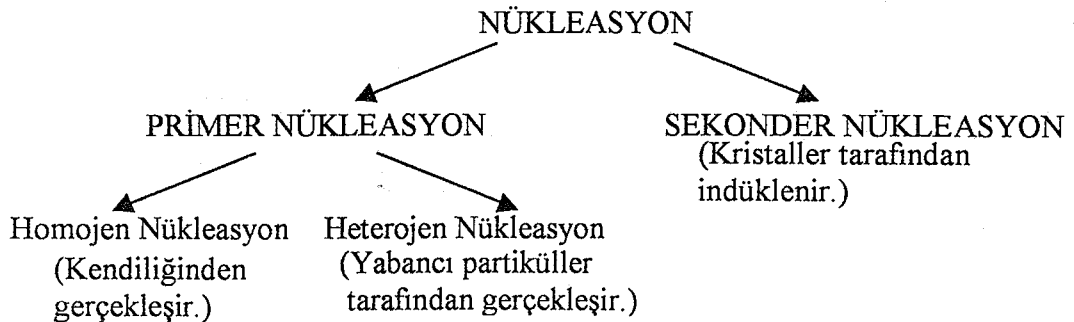 NÜKLEASYON
PRİMER NÜKLEASYON
SEKONDER NÜKLEASYON
(Kristaller tarafından
indüklenir.)
Homojen Nükleasyon
(Kendiliğinden
gerçekleşir.)
Heterojen Nükleasyon
(Yabancı partiküller
tarafından gerçekleşir.)